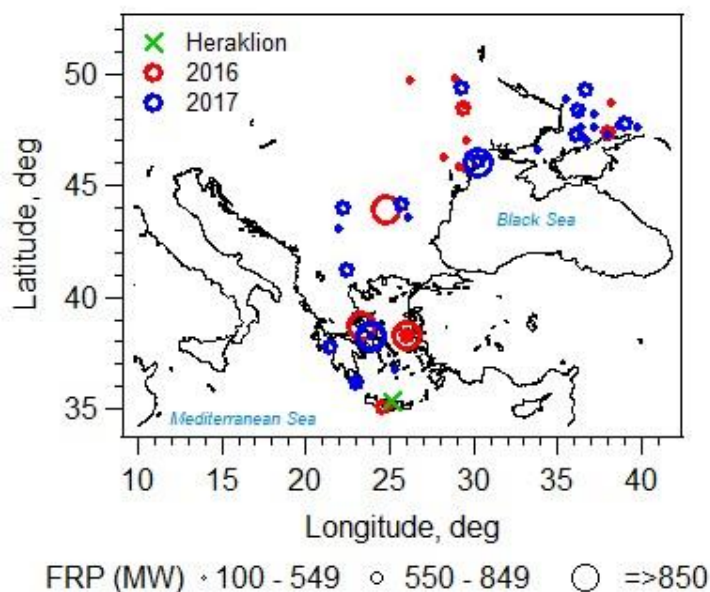 Heraklion
2016
2017
50
45
40
35
Latitude, deg
Black Sea
Mediterranean Sea
10 15 20 25 30 35 40
Longitude, deg
FRP (MW) 100 - 549 550 - 849 =>850